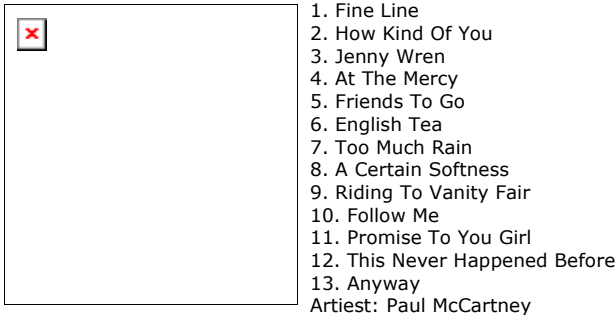 1. Fine Line
2. How Kind Of You
3. Jenny Wren
4. At The Mercy
5. Friends To Go
6. English Tea
7. Too Much Rain
8. A Certain Softness
9. Riding To Vanity Fair
10. Follow Me
11. Promise To You Girl
12. This Never Happened Before
13. Anyway
Artiest: Paul McCartney